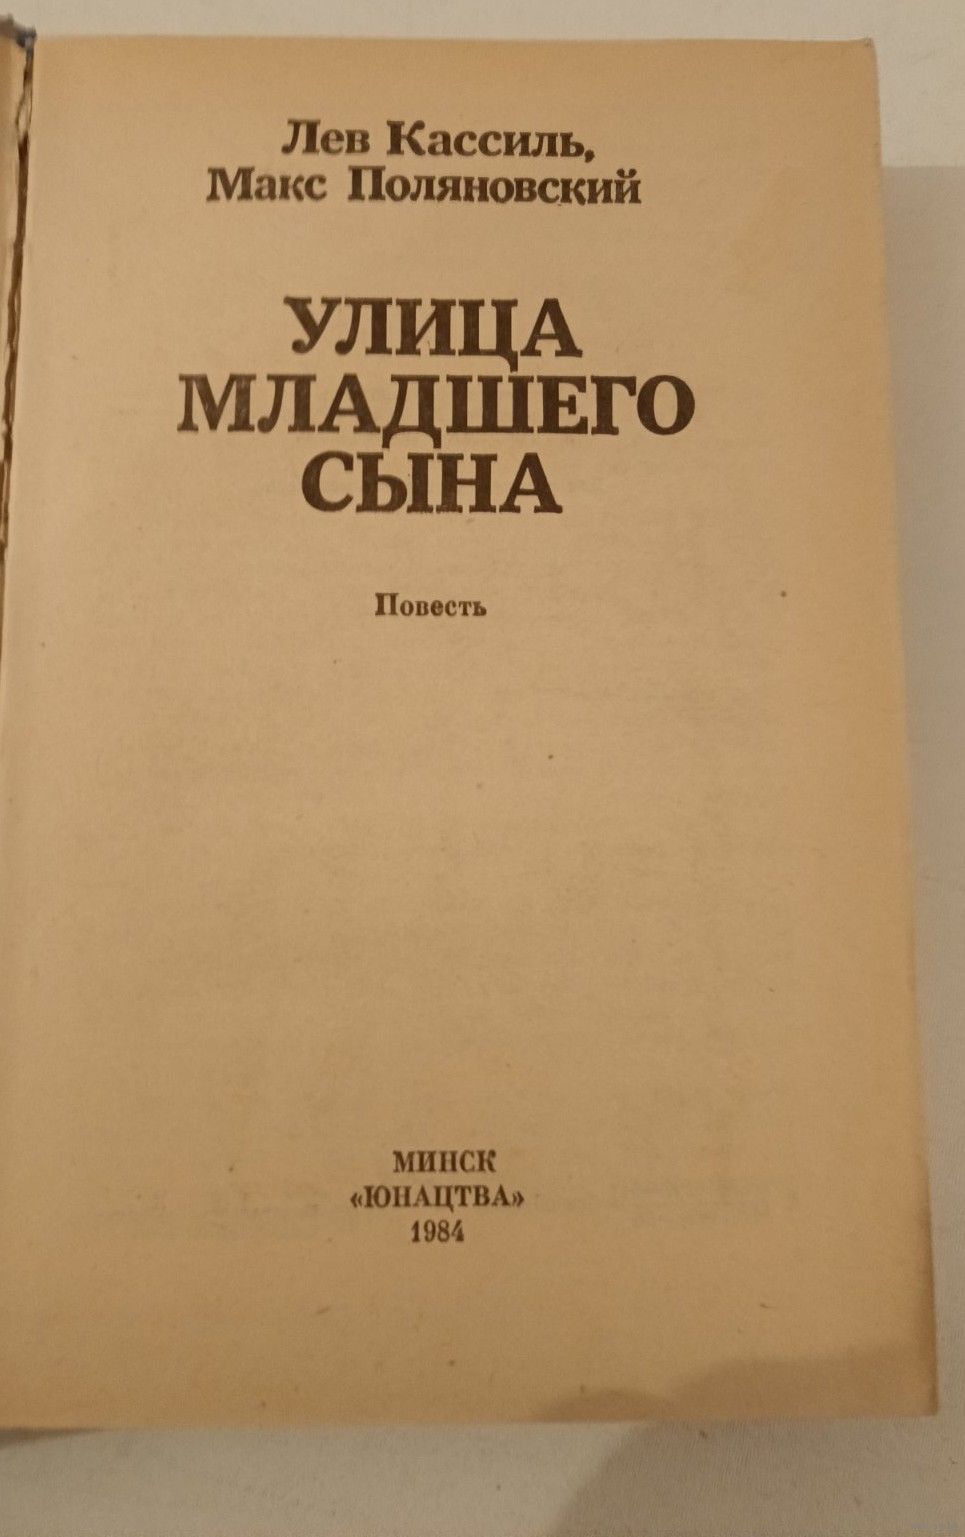 Лев Кассиль,
Макс Поляновский
УЛИЦА
МЛАДШЕГО
СЫНА
Повесть
МИНСК
«ЮНАЦТВА»
1984